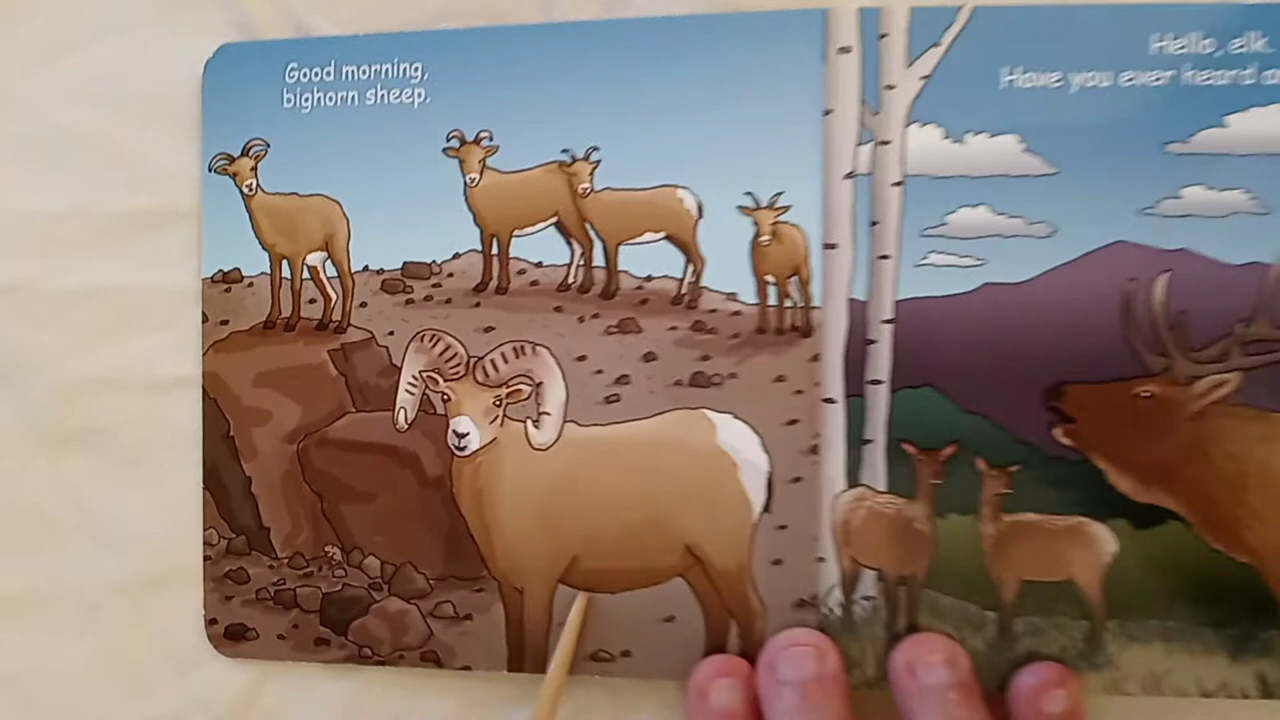 Good morning,
bighorn sheep.
Hello, elk.
Have you ever heard